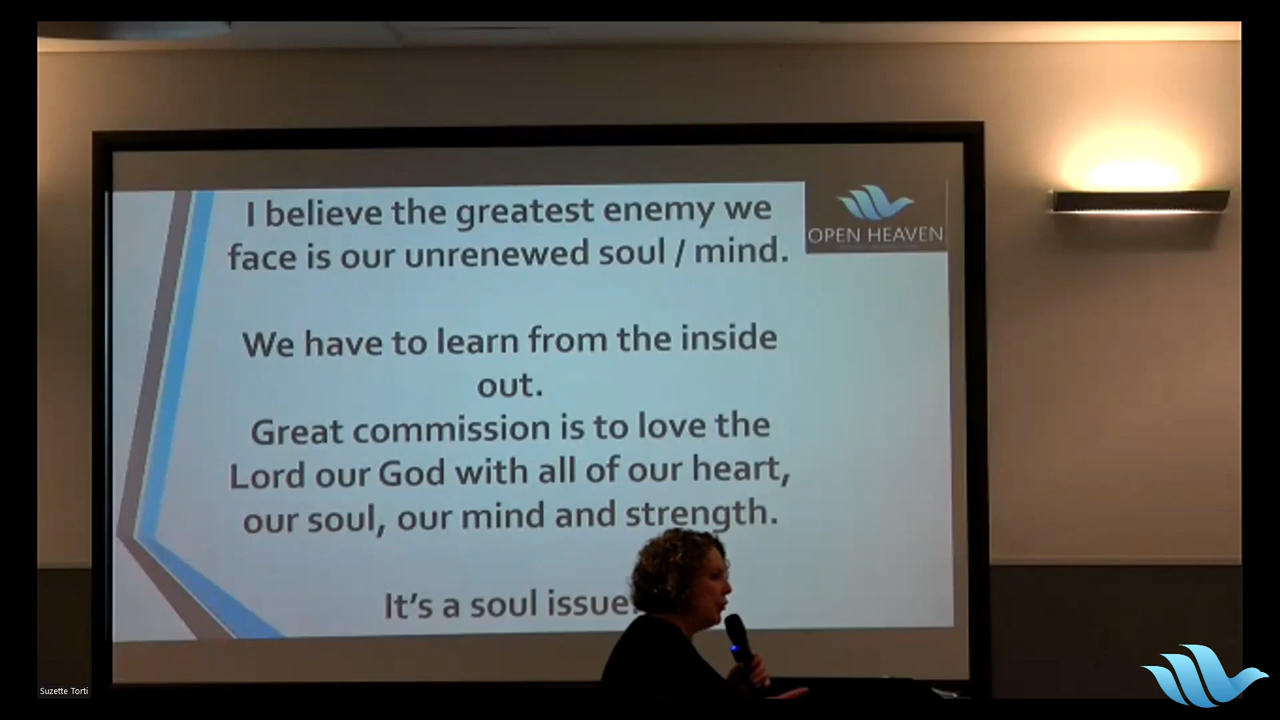 I believe the greatest enemy we
face is our unrenewed soul / mind.
OPEN HEAVEN
We have to learn from the inside
out.
Great commission is to love the
Lord our God with all of our heart,
our soul, our mind and strength.
It's a soul issue!
Suzette Torti